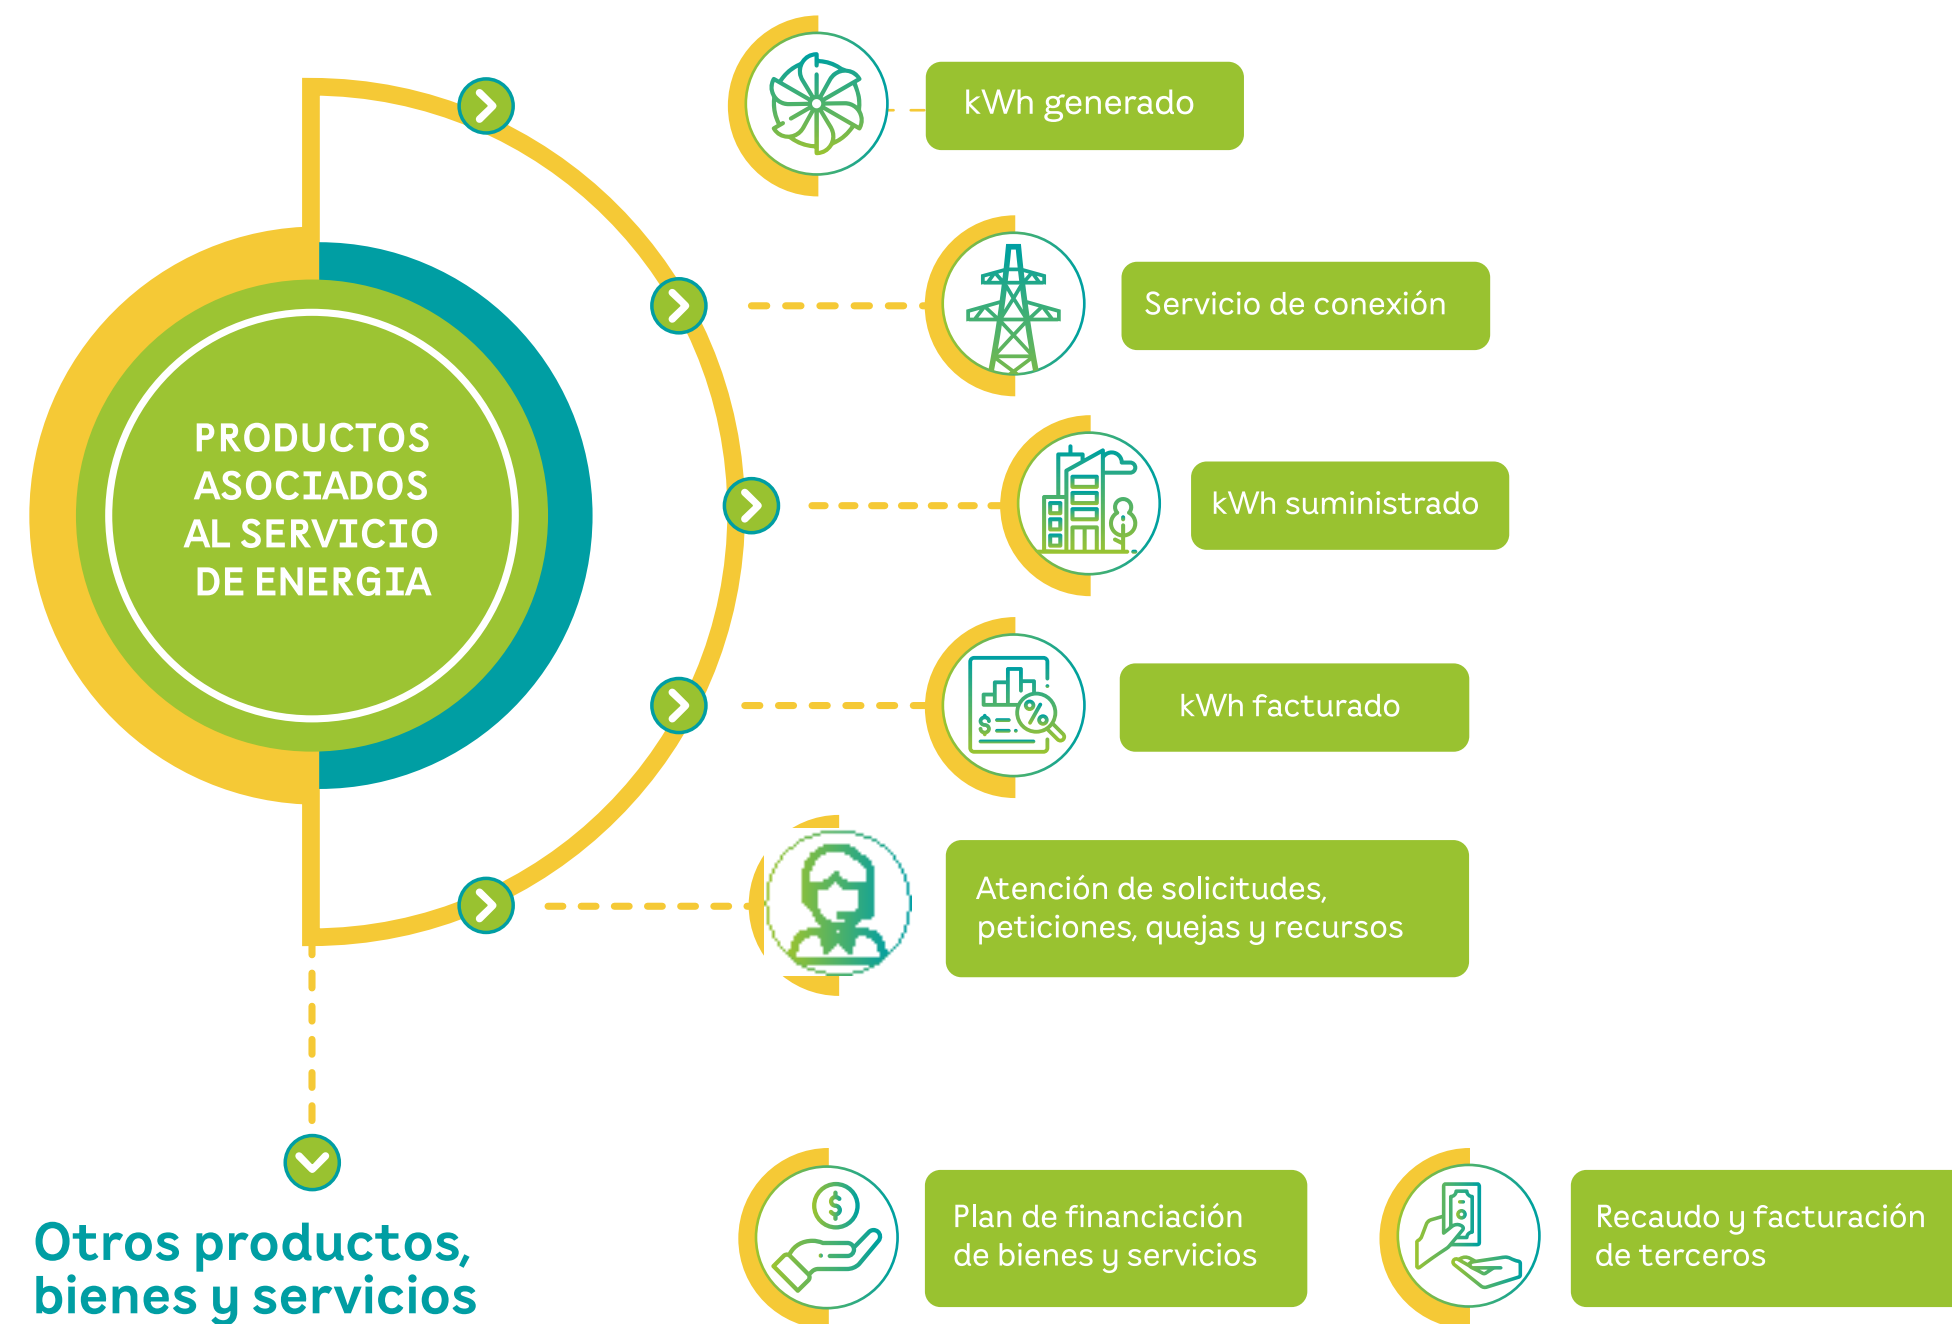 PRODUCTOS
ASOCIADOS
AL SERVICIO
DE ENERGIA
kWh generado
Servicio de conexión
kWh suministrado
kWh facturado
Atención de solicitudes,
peticiones, quejas y recursos
Otros productos,
bienes y servicios
Plan de financiación
de bienes y servicios
Recaudo y facturación
de terceros